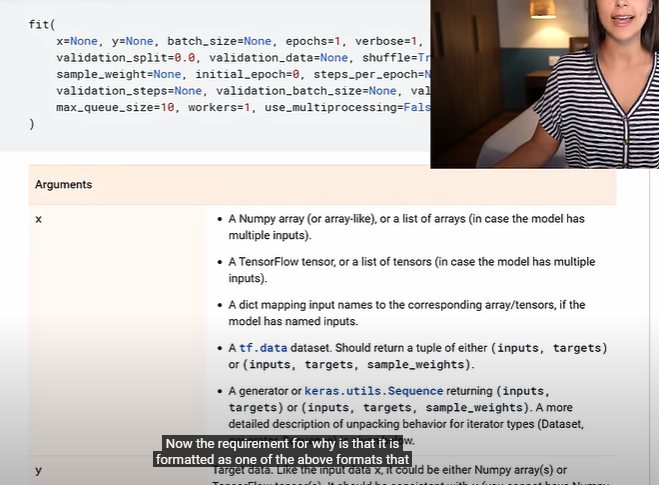 fit(
x=None, y=None, batch_size=None, epochs=1, verbose=1,
validation_split=0.0, validation_data=None, shuffle=Tr
sample_weight=None, initial_epoch=0, steps_per_epoch=N
validation_steps=None, validation_batch_size=None, val
max_queue_size=10, workers=1, use_multiprocessing=Fals
)
Arguments
x
• A Numpy array (or array-like), or a list of arrays (in case the model has
multiple inputs).
• A TensorFlow tensor, or a list of tensors (in case the model has multiple
inputs).
• A dict mapping input names to the corresponding array/tensors, if the
model has named inputs.
• A tf.data dataset. Should return a tuple of either (inputs, targets)
or (inputs, targets, sample_weights).
• A generator or keras.utils.Sequence returning (inputs,
targets) or (inputs, targets, sample_weights). A more
detailed description of unpacking behavior for iterator types (Dataset,
Now the requirement for why is that it is
formatted as one of the above formats that
y
Target data. Like the input data x, it could be either Numpy array(s) or